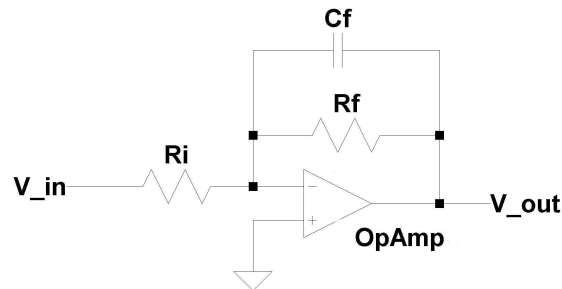 Cf
Rf
Ri
V_in
V_out
OpAmp